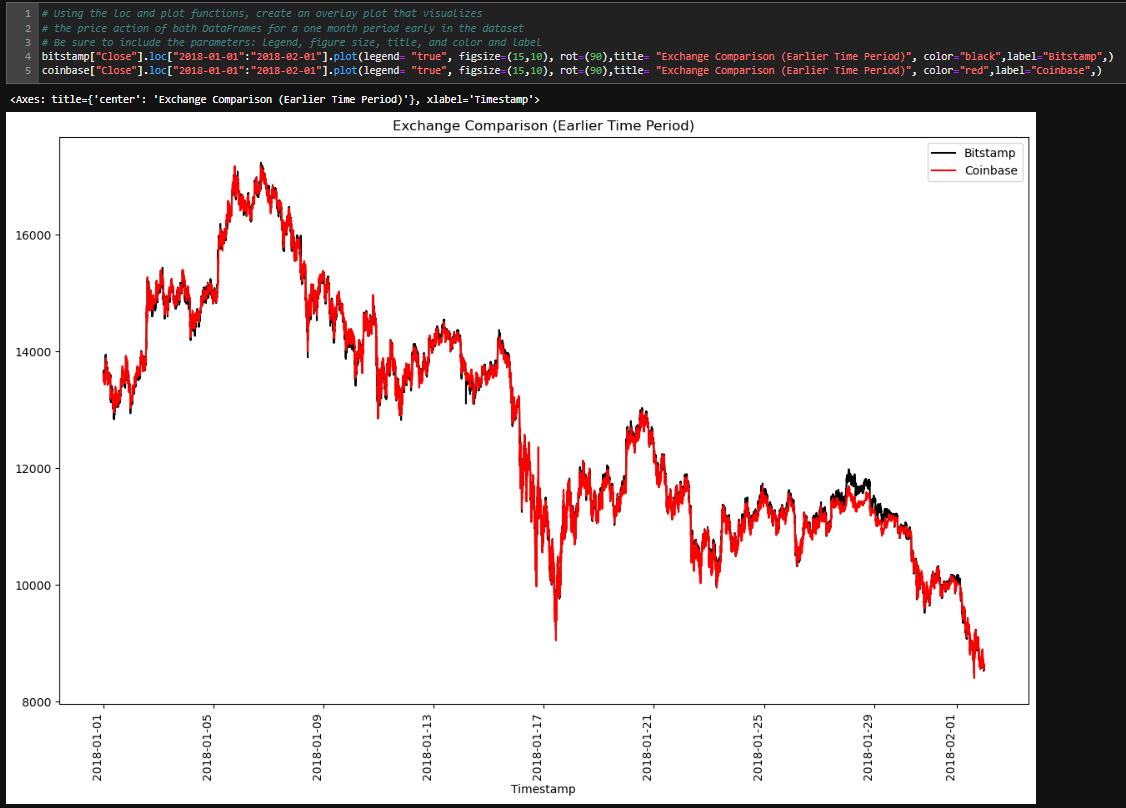 1 # Using the loc and plot functions, create an overlay plot that visualizes
2 # the price action of both DataFrames for a one month period early in the dataset
3 # Be sure to include the parameters: legend, figure size, title, and color and label
4 bitstamp["Close"].loc["2018-01-01":"2018-02-01"].plot(legend= "true", figsize=(15,10), rot=(90),title= "Exchange Comparison (Earlier Time Period)", color="black",label="Bitstamp",)
5 coinbase["Close"].loc["2018-01-01":"2018-02-01"].plot(legend= "true", figsize=(15,10), rot=(90),title= "Exchange Comparison (Earlier Time Period)", color="red",label="Coinbase",)
<Axes: title={'center': 'Exchange Comparison (Earlier Time Period)'}, xlabel='Timestamp'>
Exchange Comparison (Earlier Time Period)
Bitstamp
Coinbase
16000
14000
12000
10000
8000
2018-01-01
2018-01-05
2018-01-09
2018-01-13
2018-01-17
2018-01-21
2018-01-25
2018-01-29
2018-02-01
Timestamp